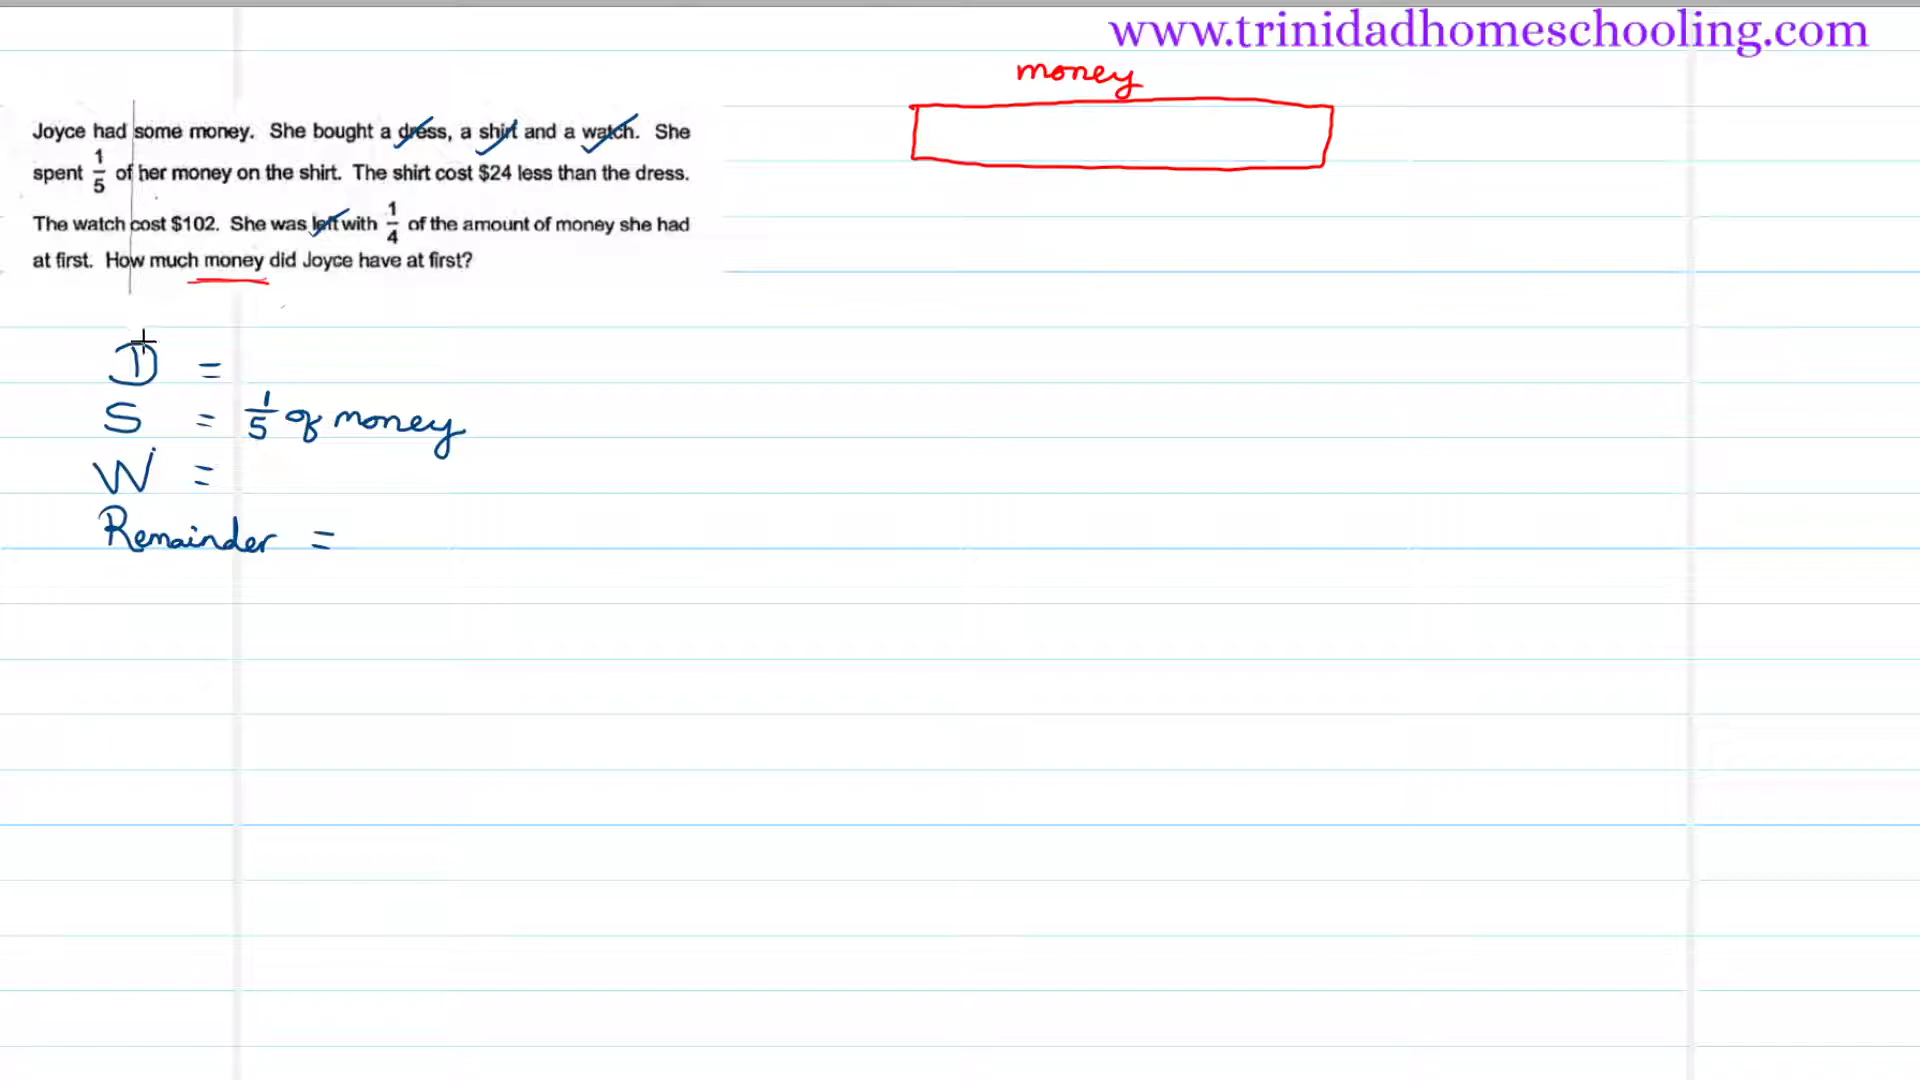 www.trinidadhomeschooling.com
money
Joyce had some money. She bought a dress, a shirt and a watch. She
spent 1/5 of her money on the shirt. The shirt cost $24 less than the dress.
The watch cost $102. She was left with 1/4 of the amount of money she had
at first. How much money did Joyce have at first?
D =
S = 1/5 of money
W =
Remainder =